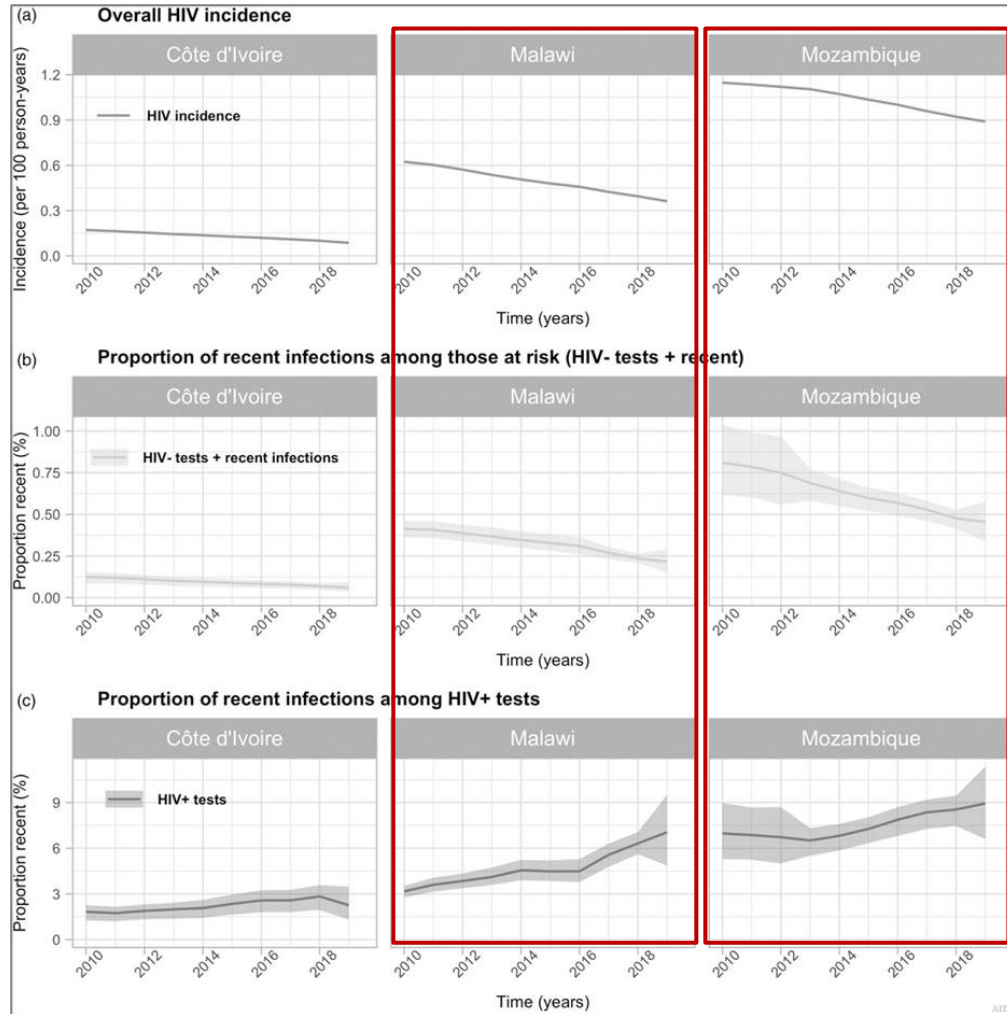 (a) Overall HIV incidence
Côte d'Ivoire Malawi Mozambique
Incidence (per 100 person-years)
1.2
0.9
0.6
0.3
0.0
HIV incidence
2010 2012 2014 2016 2018 2010 2012 2014 2016 2018 2010 2012 2014 2016 2018
Time (years)
(b) Proportion of recent infections among those at risk (HIV- tests + recent)
Côte d'Ivoire Malawi Mozambique
Proportion recent (%)
1.00
0.75
0.50
0.25
0.00
HIV- tests + recent infections
2010 2012 2014 2016 2018 2010 2012 2014 2016 2018 2010 2012 2014 2016 2018
Time (years)
(c) Proportion of recent infections among HIV+ tests
Côte d'Ivoire Malawi Mozambique
Proportion recent (%)
9
6
3
0
HIV+ tests
2010 2012 2014 2016 2018 2010 2012 2014 2016 2018 2010 2012 2014 2016 2018
Time (years)